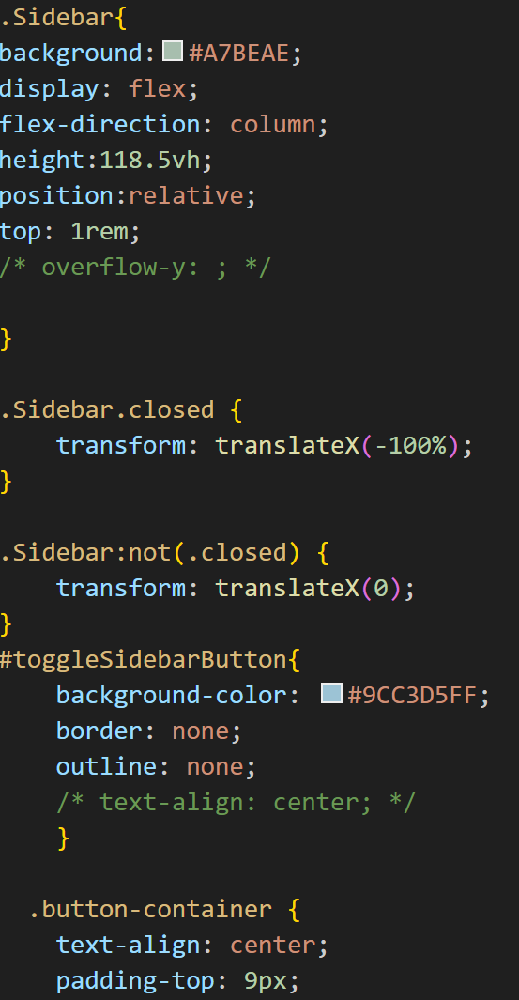 .Sidebar{
background:#A7BEAE;
display: flex;
flex-direction: column;
height:118.5vh;
position:relative;
top: 1rem;
/* overflow-y: ; */
}
.Sidebar.closed {
transform: translateX(-100%);
}
.Sidebar:not(.closed) {
transform: translateX(0);
}
#toggleSidebarButton{
background-color: #9CC3D5FF;
border: none;
outline: none;
/* text-align: center; */
}
.button-container {
text-align: center;
padding-top: 9px;